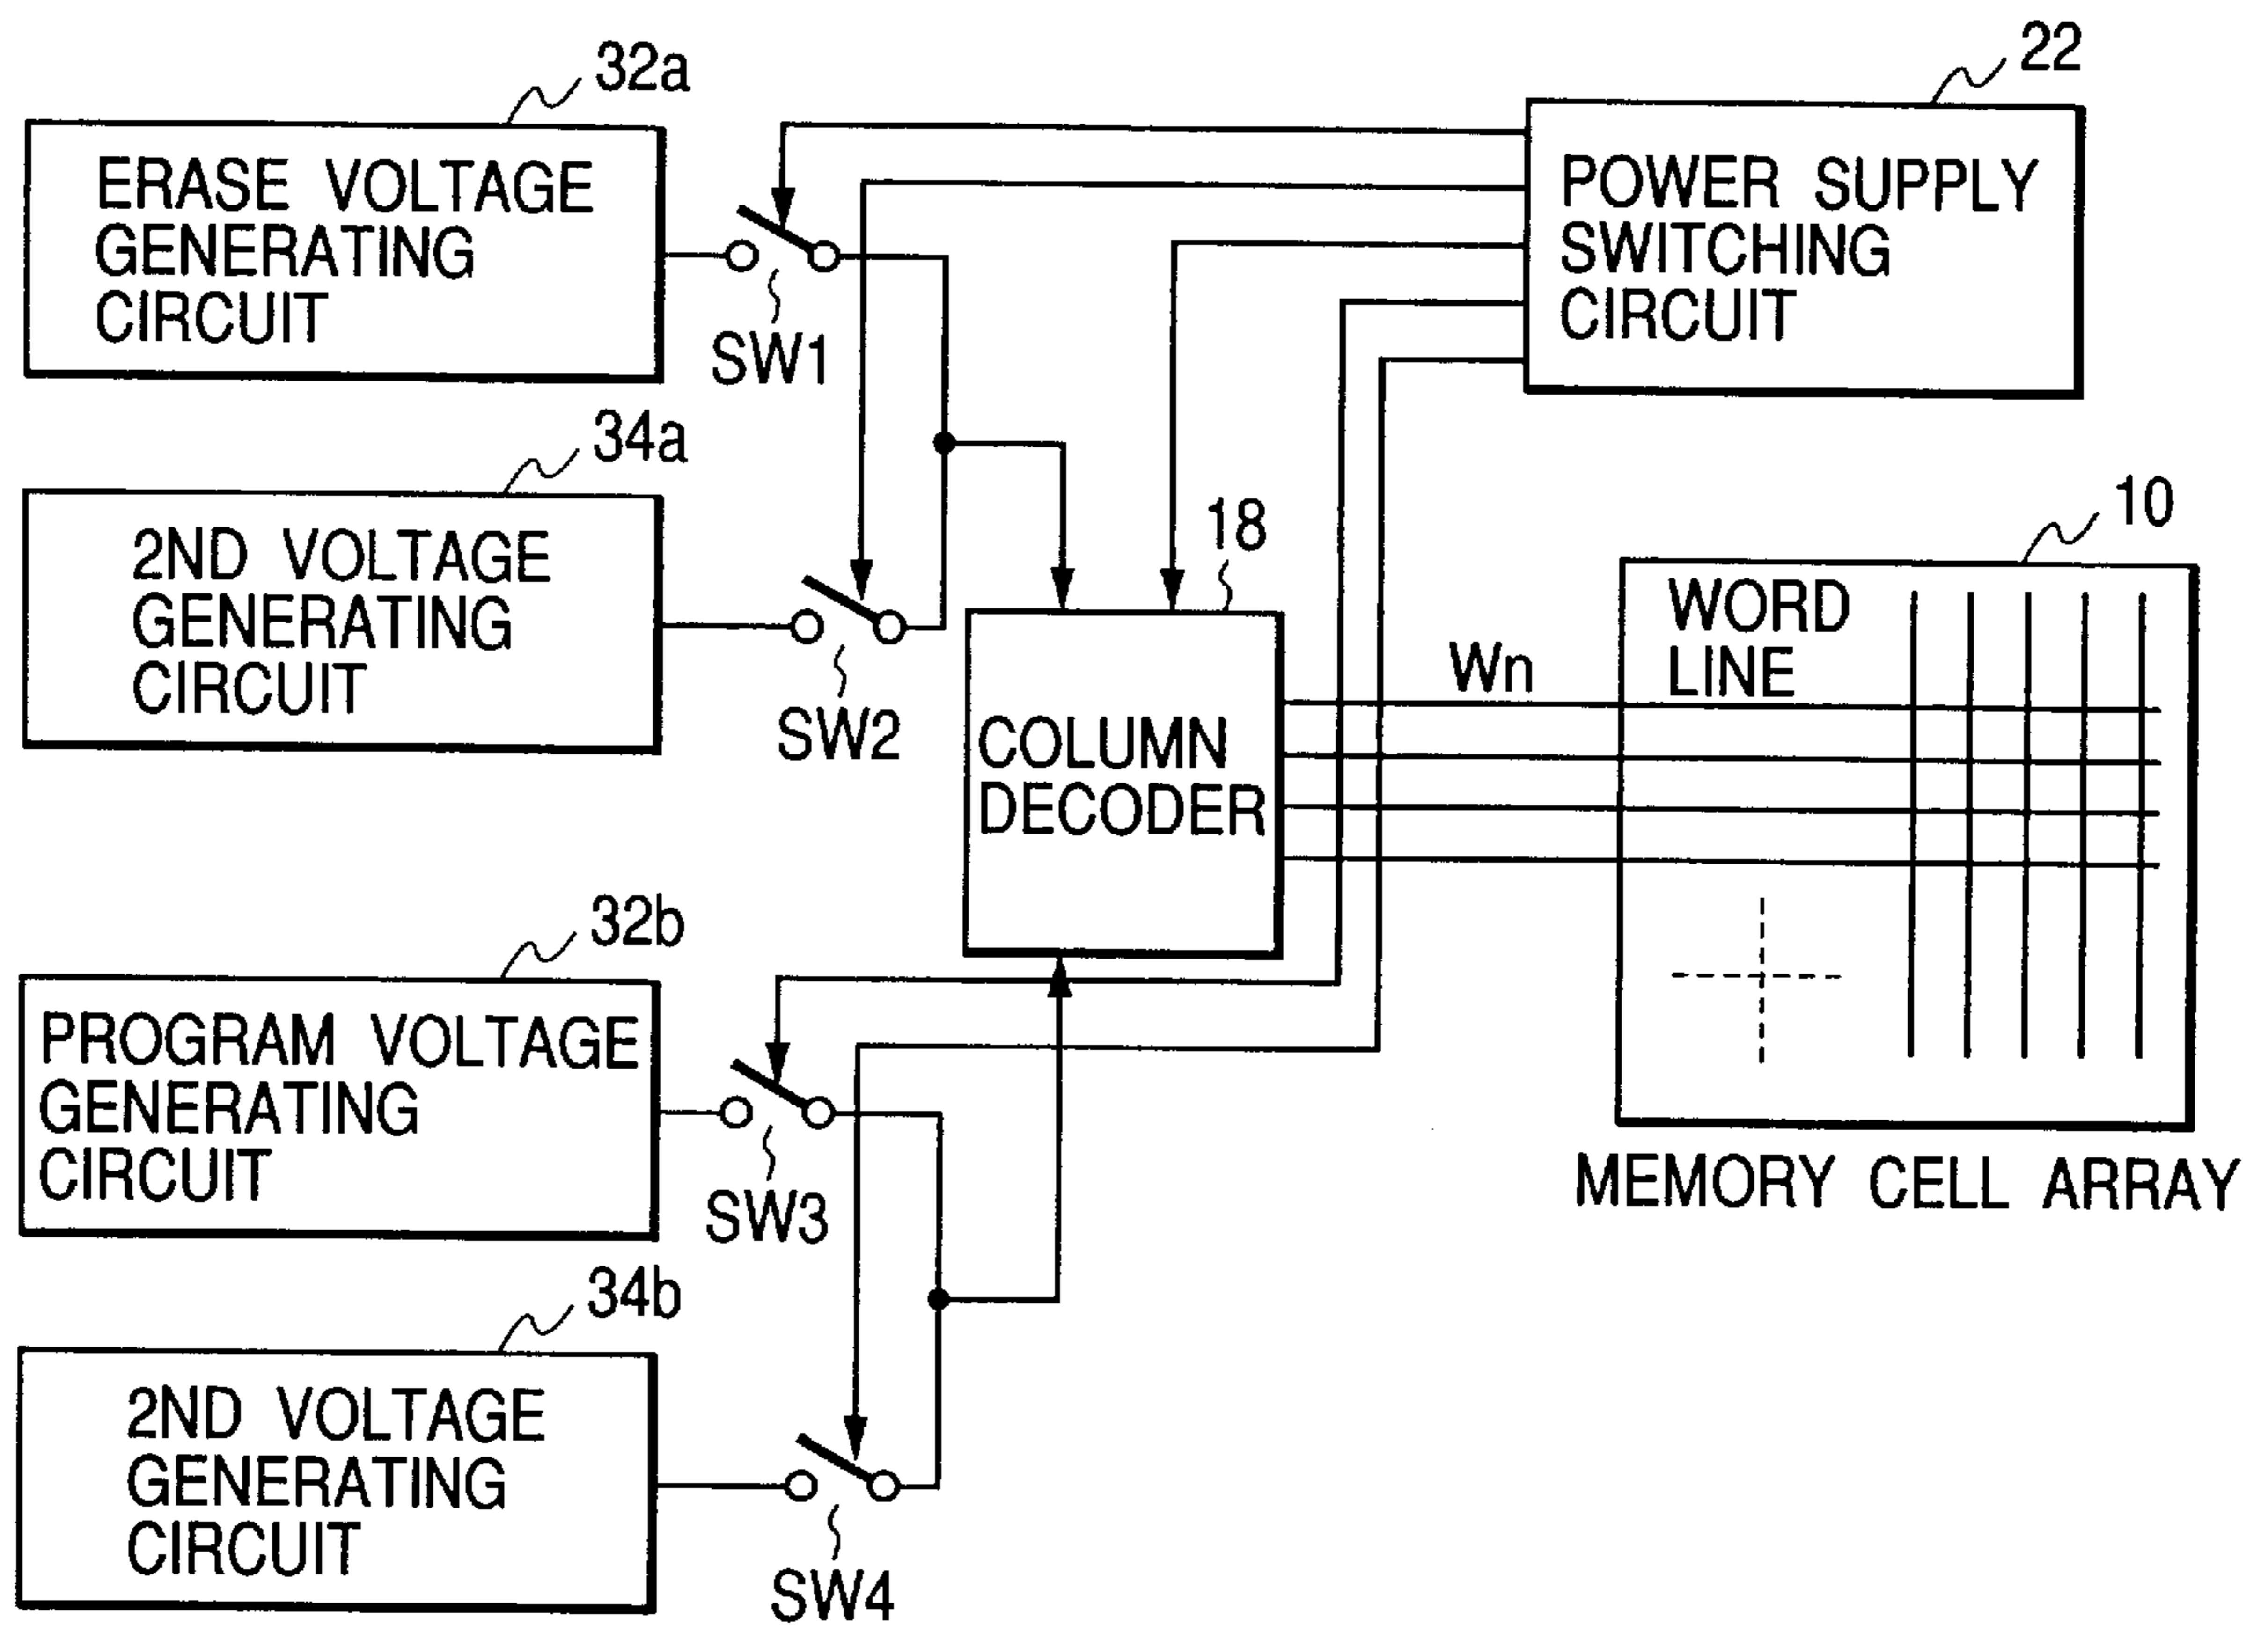 32a
ERASE VOLTAGE
GENERATING
CIRCUIT
SW1
22
POWER SUPPLY
SWITCHING
CIRCUIT
34a
2ND VOLTAGE
GENERATING
CIRCUIT
SW2
18
COLUMN
DECODER
Wn
10
WORD
LINE
MEMORY CELL ARRAY
32b
PROGRAM VOLTAGE
GENERATING
CIRCUIT
SW3
34b
2ND VOLTAGE
GENERATING
CIRCUIT
SW4